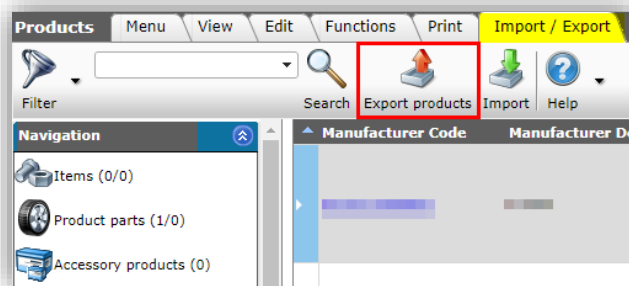 Products Menu View Edit Functions Print Import / Export
Filter Search Export products Import Help
Navigation Manufacturer Code Manufacturer
Items (0/0)
Product parts (1/0)
Accessory products (0)